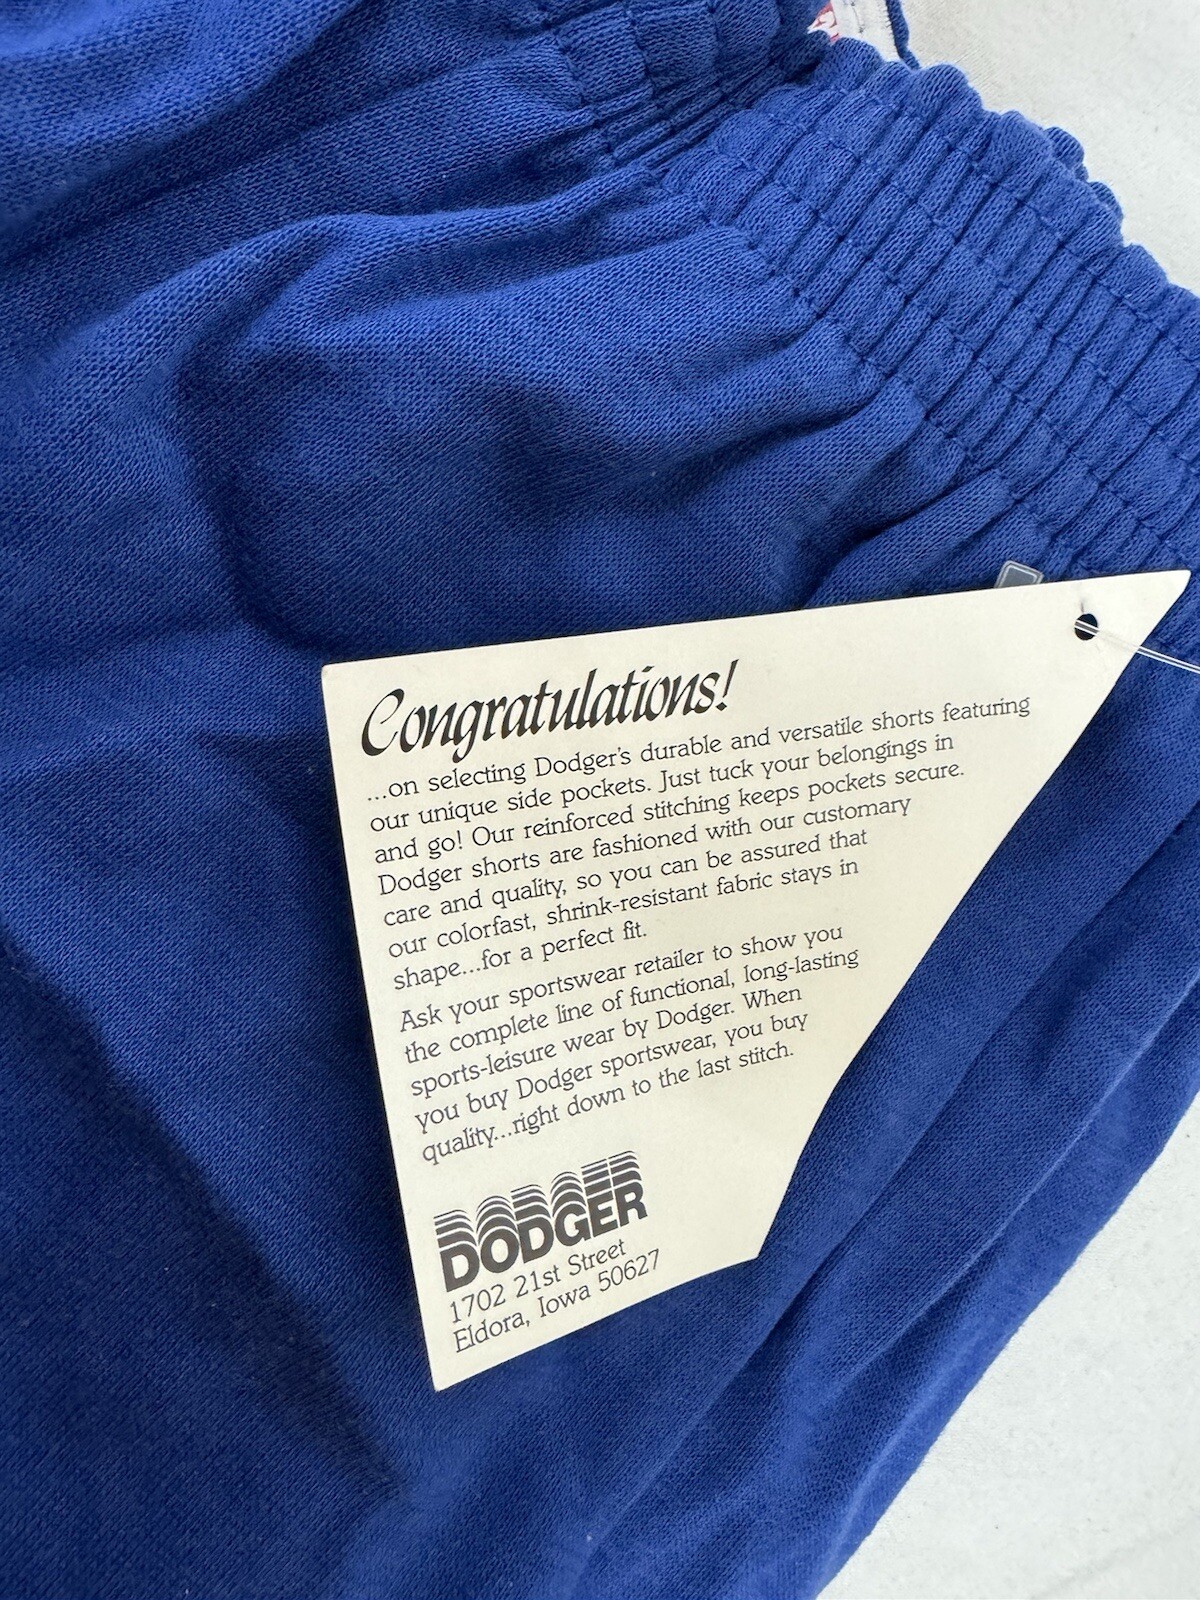 Congratulations!
...on selecting Dodger's durable and versatile shorts featuring
our unique side pockets. Just tuck your belongings in
and go! Our reinforced stitching keeps pockets secure.
Dodger shorts are fashioned with our customary
care and quality, so you can be assured that
our colorfast, shrink-resistant fabric stays in
shape...for a perfect fit.
Ask your sportswear retailer to show you
the complete line of functional, long-lasting
sports-leisure wear by Dodger. When
you buy Dodger sportswear, you buy
quality...right down to the last stitch.
DODGER
1702 21st Street
Eldora, Iowa 50627